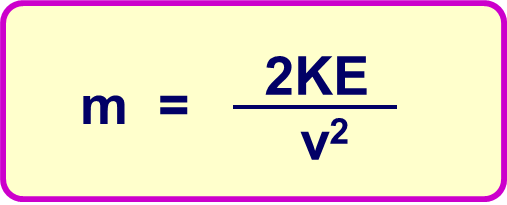 m = 2KE
v²